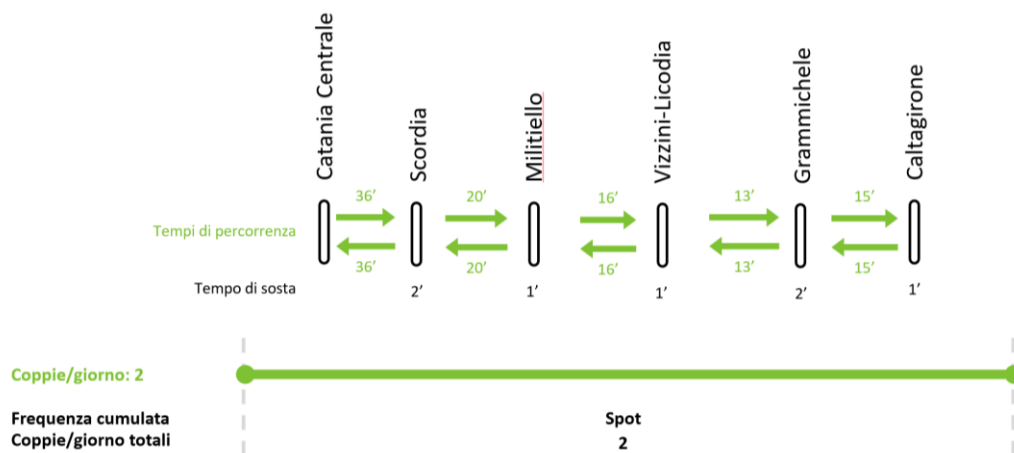 Catania Centrale
Scordia
Militiello
Vizzini-Licodia
Grammichele
Caltagirone
36’ 20’ 16’ 13’ 15’
Tempi di percorrenza
36’ 20’ 16’ 13’ 15’
Tempo di sosta 2’ 1’ 1’ 2’ 1’
Coppie/giorno: 2
Frequenza cumulata Spot
Coppie/giorno totali 2